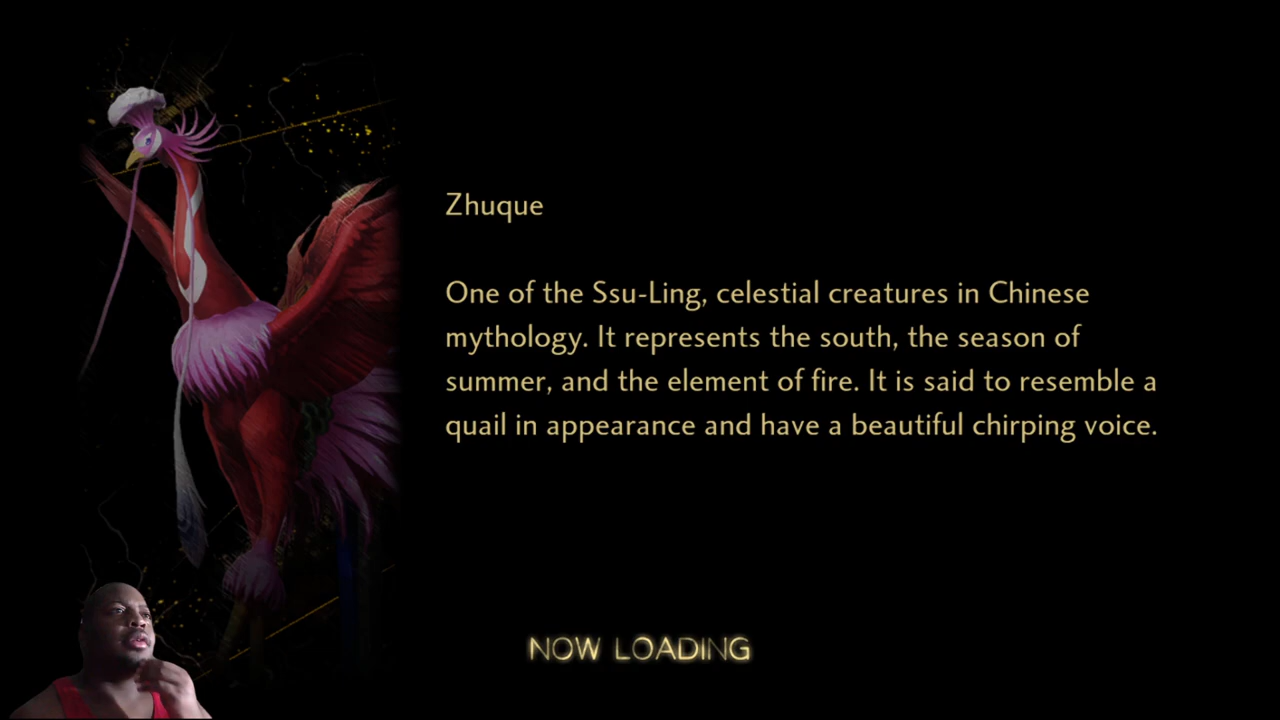 Zhuque
One of the Ssu-Ling, celestial creatures in Chinese
mythology. It represents the south, the season of
summer, and the element of fire. It is said to resemble a
quail in appearance and have a beautiful chirping voice.
NOW LOADING